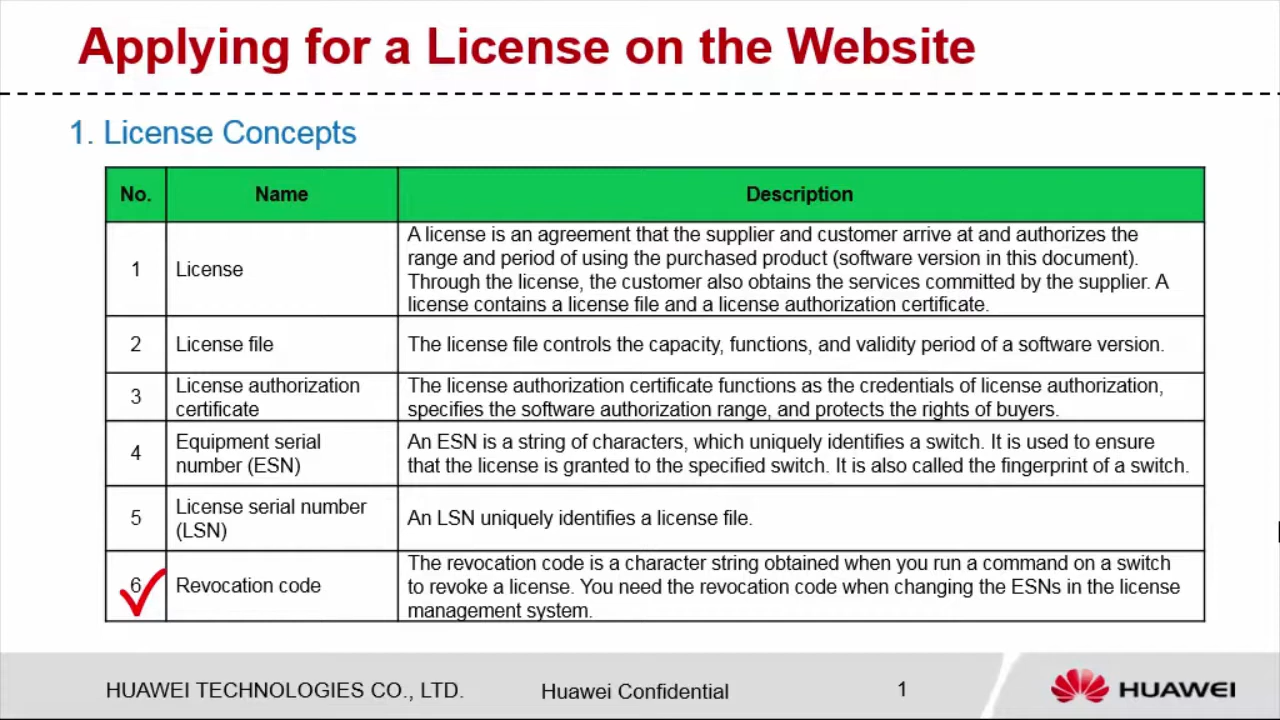 Applying for a License on the Website
1. License Concepts
No.
Name
Description
1
License
A license is an agreement that the supplier and customer arrive at and authorizes the
range and period of using the purchased product (software version in this document).
Through the license, the customer also obtains the services committed by the supplier. A
license contains a license file and a license authorization certificate.
2
License file
The license file controls the capacity, functions, and validity period of a software version.
3
License authorization
certificate
The license authorization certificate functions as the credentials of license authorization,
specifies the software authorization range, and protects the rights of buyers.
4
Equipment serial
number (ESN)
An ESN is a string of characters, which uniquely identifies a switch. It is used to ensure
that the license is granted to the specified switch. It is also called the fingerprint of a switch.
5
License serial number
(LSN)
An LSN uniquely identifies a license file.
6
Revocation code
The revocation code is a character string obtained when you run a command on a switch
to revoke a license. You need the revocation code when changing the ESNs in the license
management system.
HUAWEI TECHNOLOGIES CO., LTD.
Huawei Confidential
1
HUAWEI